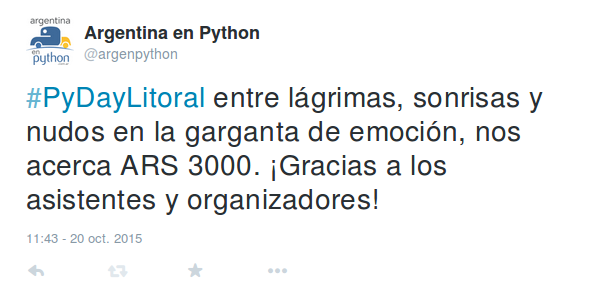 argentina
en
python
Argentina en Python
@argenpython
#PyDayLitoral entre lágrimas, sonrisas y
nudos en la garganta de emoción, nos
acerca ARS 3000. ¡Gracias a los
asistentes y organizadores!
11:43 - 20 oct. 2015